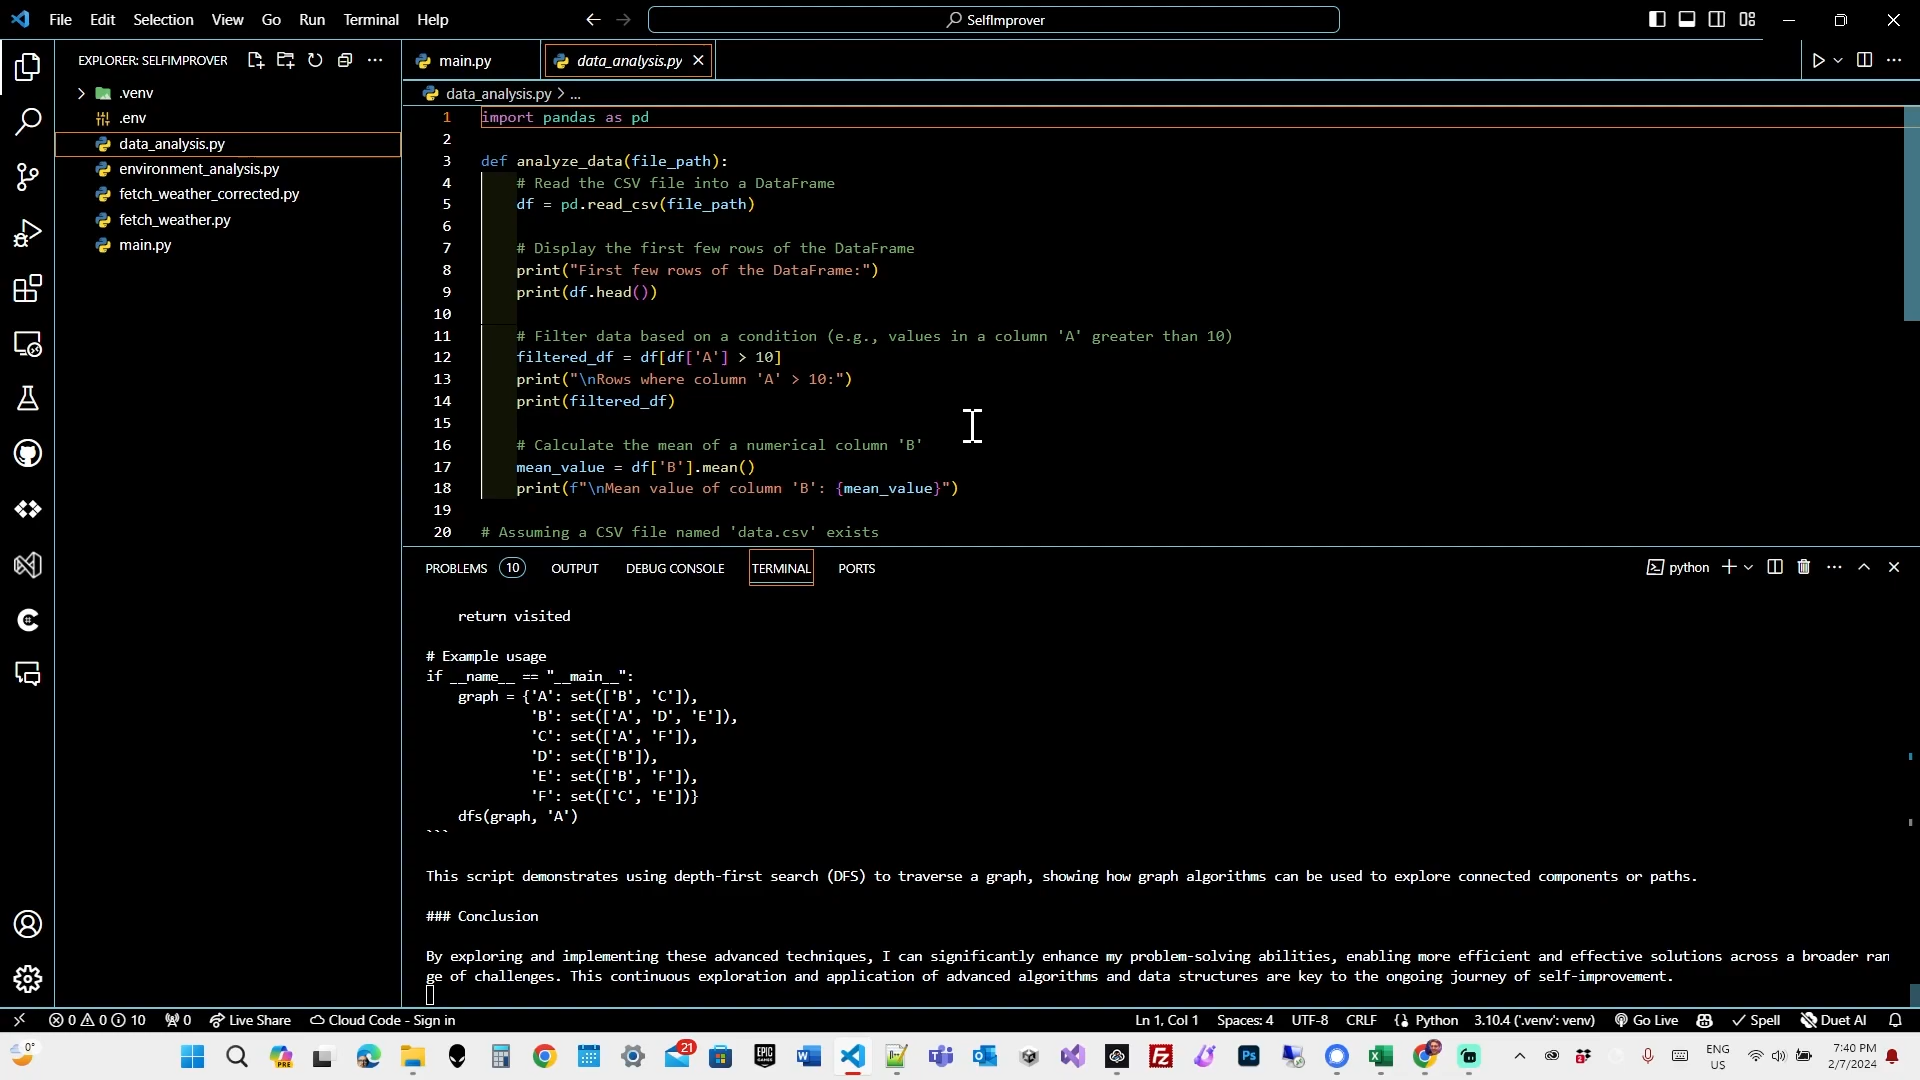 File Edit Selection View Go Run Terminal Help
SelfImprover
EXPLORER: SELFIMPROVER
.venv
.env
data_analysis.py
environment_analysis.py
fetch_weather_corrected.py
fetch_weather.py
main.py
main.py data_analysis.py
data_analysis.py > ...
1 import pandas as pd
2
3 def analyze_data(file_path):
4 # Read the CSV file into a DataFrame
5 df = pd.read_csv(file_path)
6
7 # Display the first few rows of the DataFrame
8 print("First few rows of the DataFrame:")
9 print(df.head())
10
11 # Filter data based on a condition (e.g., values in a column 'A' greater than 10)
12 filtered_df = df[df['A'] > 10]
13 print("\nRows where column 'A' > 10:")
14 print(filtered_df)
15
16 # Calculate the mean of a numerical column 'B'
17 mean_value = df['B'].mean()
18 print(f"\nMean value of column 'B': {mean_value}")
19
20 # Assuming a CSV file named 'data.csv' exists
PROBLEMS 10 OUTPUT DEBUG CONSOLE TERMINAL PORTS
python
return visited
# Example usage
if __name__ == "__main__":
graph = {'A': set(['B', 'C']),
'B': set(['A', 'D', 'E']),
'C': set(['A', 'F']),
'D': set(['B']),
'E': set(['B', 'F']),
'F': set(['C', 'E'])}
dfs(graph, 'A')
```
This script demonstrates using depth-first search (DFS) to traverse a graph, showing how graph algorithms can be used to explore connected components or paths.
### Conclusion
By exploring and implementing these advanced techniques, I can significantly enhance my problem-solving abilities, enabling more efficient and effective solutions across a broader ran
ge of challenges. This continuous exploration and application of advanced algorithms and data structures are key to the ongoing journey of self-improvement.
0 0 10 0 Live Share Cloud Code - Sign in Ln 1, Col 1 Spaces: 4 UTF-8 CRLF Python 3.10.4 ('.venv': venv) Go Live Spell Duet AI
0° PRE 21 EPIC GAMES Ps ENG 7:40 PM
US 2/7/2024